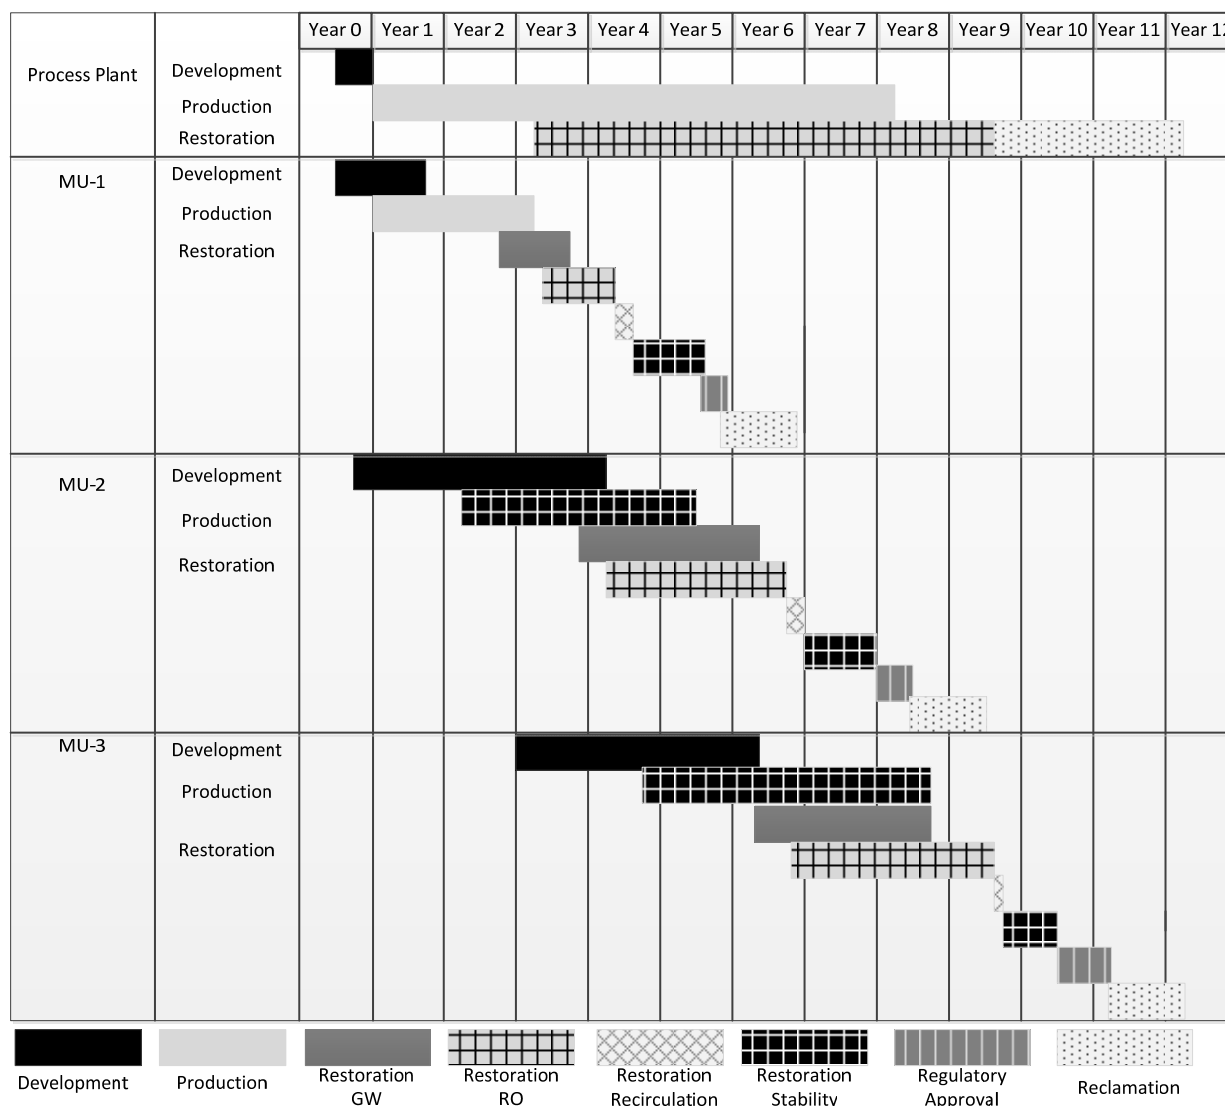 Year 0 Year 1 Year 2 Year 3 Year 4 Year 5 Year 6 Year 7 Year 8 Year 9 Year 10 Year 11 Year 12
Process Plant
Development
Production
Restoration
MU-1
Development
Production
Restoration
MU-2
Development
Production
Restoration
MU-3
Development
Production
Restoration
Development
Production
Restoration
GW
Restoration
RO
Restoration
Recirculation
Restoration
Stability
Regulatory
Approval
Reclamation